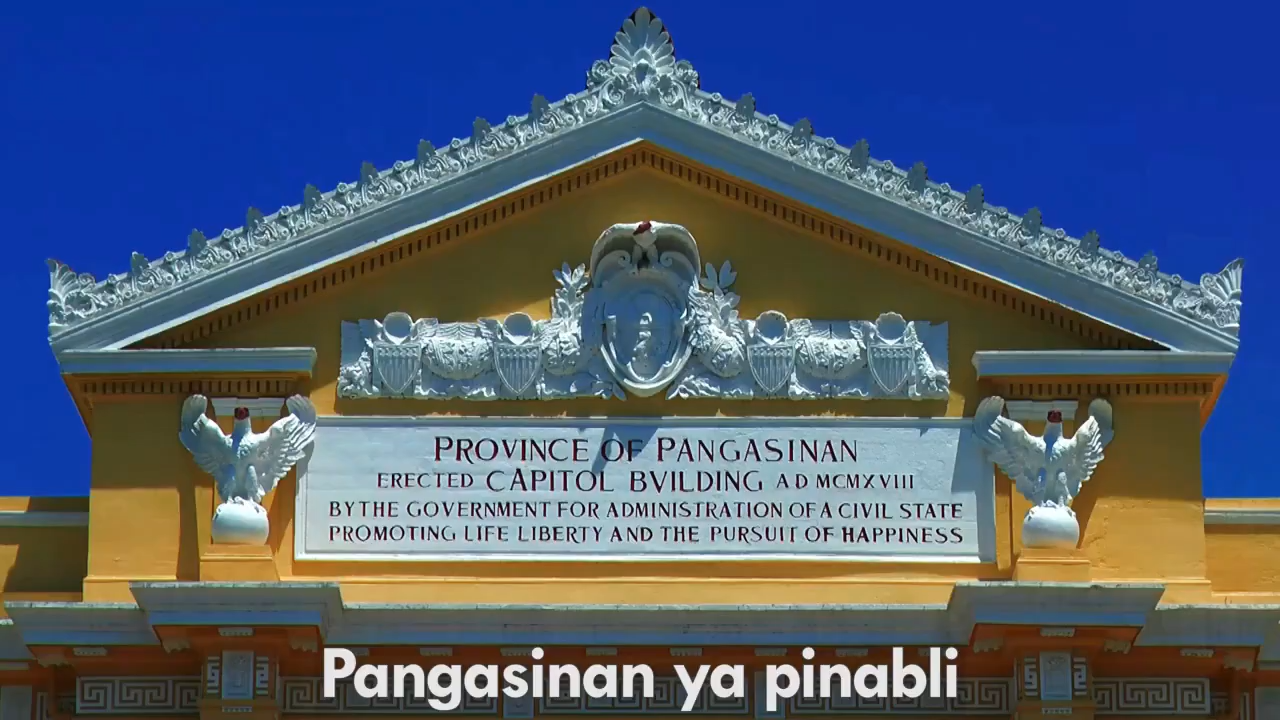 PROVINCE OF PANGASINAN
ERECTED CAPITOL BVILDING A D MCMXVIII
BY THE GOVERNMENT FOR ADMINISTRATION OF A CIVIL STATE
PROMOTING LIFE LIBERTY AND THE PURSUIT OF HAPPINESS
Pangasinan ya pinabli